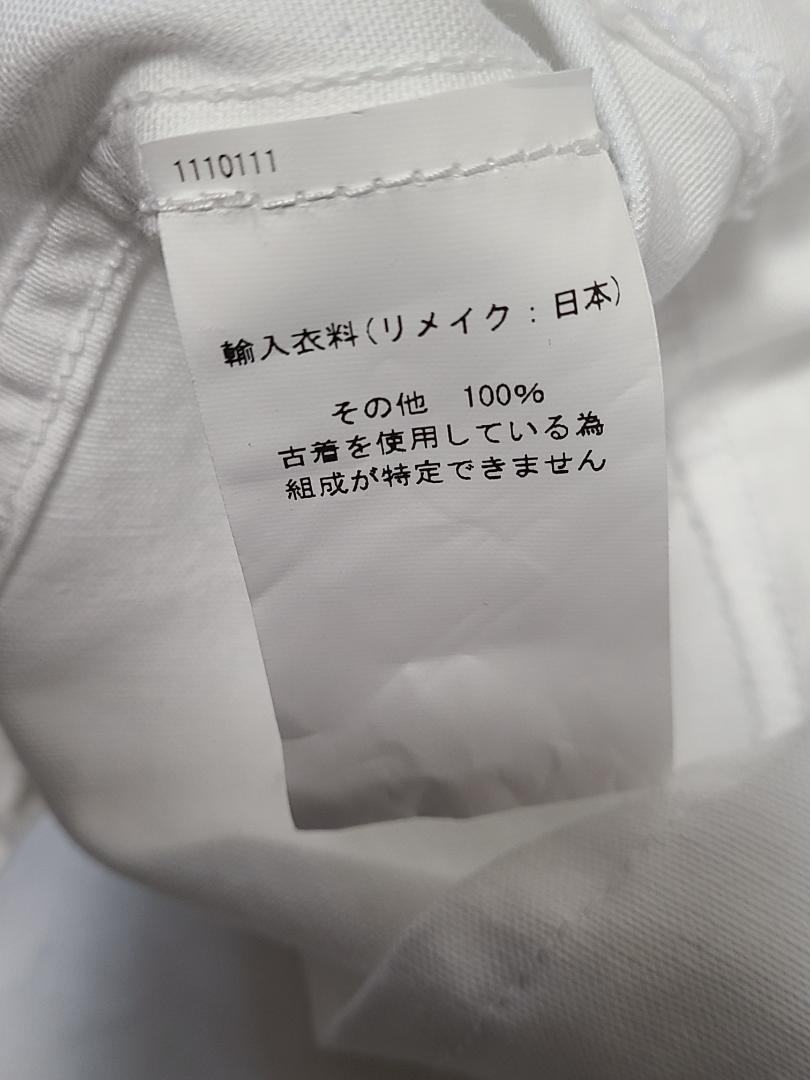 1110111
輸入衣料(リメイク：日本)
その他　100%
古着を使用している為
組成が特定できません